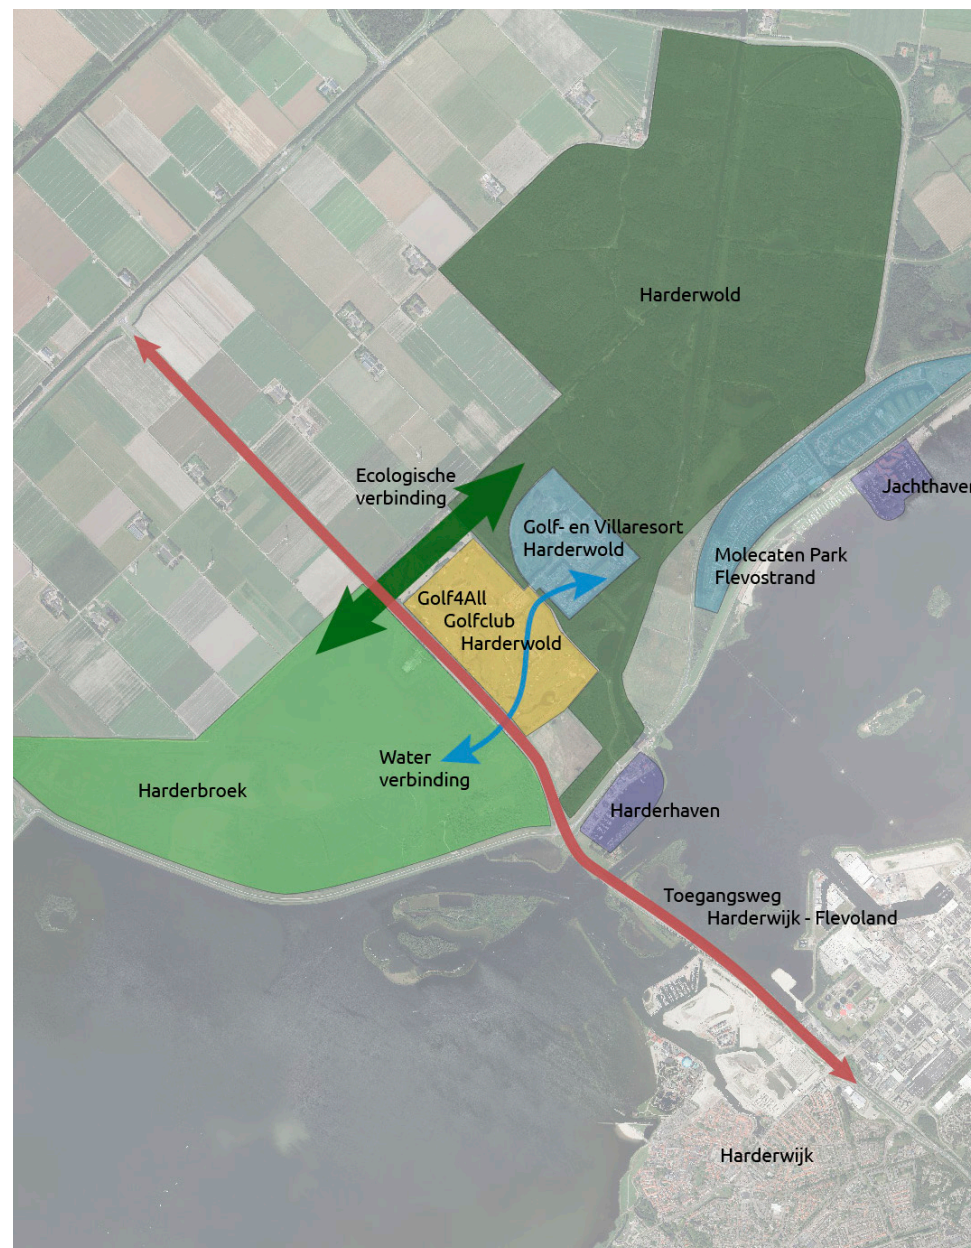 Harderwold
Ecologische
verbinding
Jachthaven
Golf- en Villaresort
Harderwold
Molecaten Park
Flevostrand
Golf4All
Golfclub
Harderwold
Water
verbinding
Harderbroek
Harderhaven
Toegangsweg
Harderwijk - Flevoland
Harderwijk